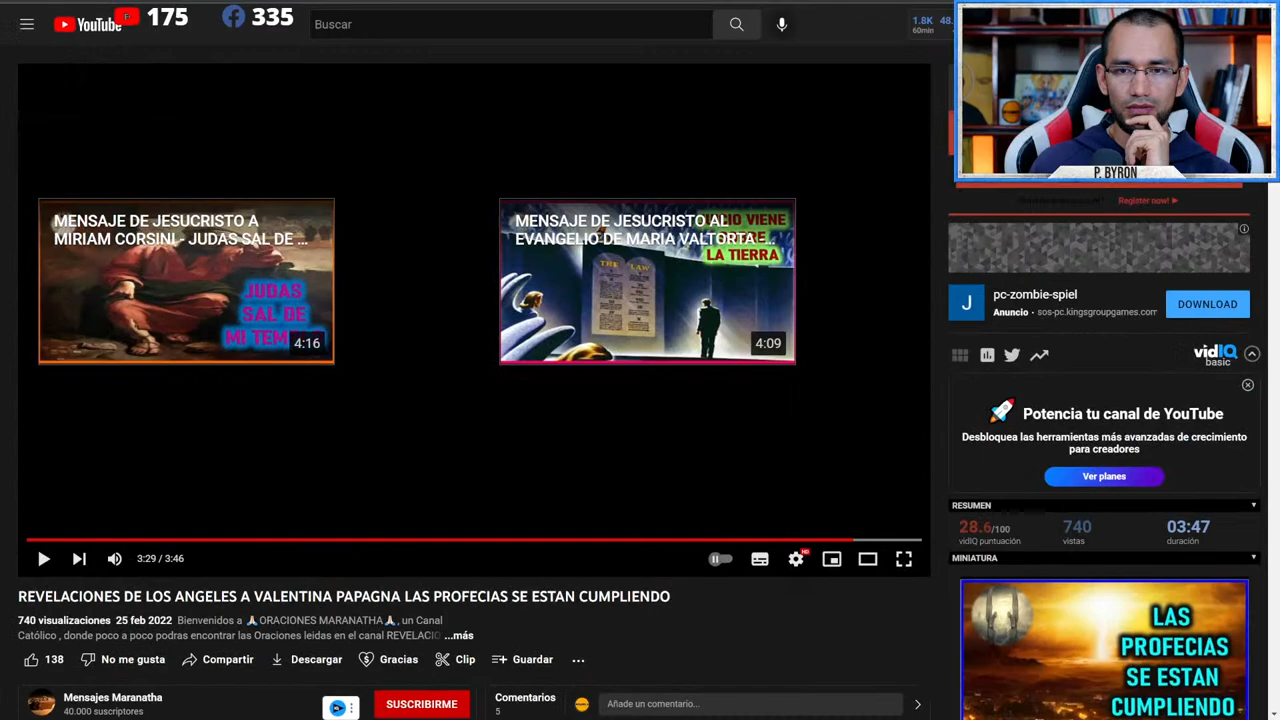 YouTube
175
335
Buscar
1.8K
60min
48.
P. BYRON
MENSAJE DE JESUCRISTO A
MIRIAM CORSINI - JUDAS SAL DE ...
JUDAS
SAL DE
MI TEM
4:16
MENSAJE DE JESUCRISTO AL
EVANGELIO DE MARIA VALTORTA -...
VIENE
LA TIERRA
THE LAW
4:09
Register now!
pc-zombie-spiel
Anuncio sos-pc.kingsgroupgames.com
DOWNLOAD
vidIQ
basic
Potencia tu canal de YouTube
Desbloquea las herramientas más avanzadas de crecimiento
para creadores
Ver planes
RESUMEN
28.6/100
vidIQ puntuación
740
vistas
03:47
duración
MINIATURA
LAS
PROFECIAS
SE ESTAN
CUMPLIENDO
3:29 / 3:46
HD
REVELACIONES DE LOS ANGELES A VALENTINA PAPAGNA LAS PROFECIAS SE ESTAN CUMPLIENDO
740 visualizaciones 25 feb 2022 Bienvenidos a 🙏🏻ORACIONES MARANATHA🙏🏻, un Canal
Católico , donde poco a poco podras encontrar las Oraciones leidas en el canal REVELACIO ...más
138
No me gusta
Compartir
Descargar
Gracias
Clip
Guardar
Mensajes Maranatha
40.000 suscriptores
SUSCRIBIRME
Comentarios
5
Añade un comentario...